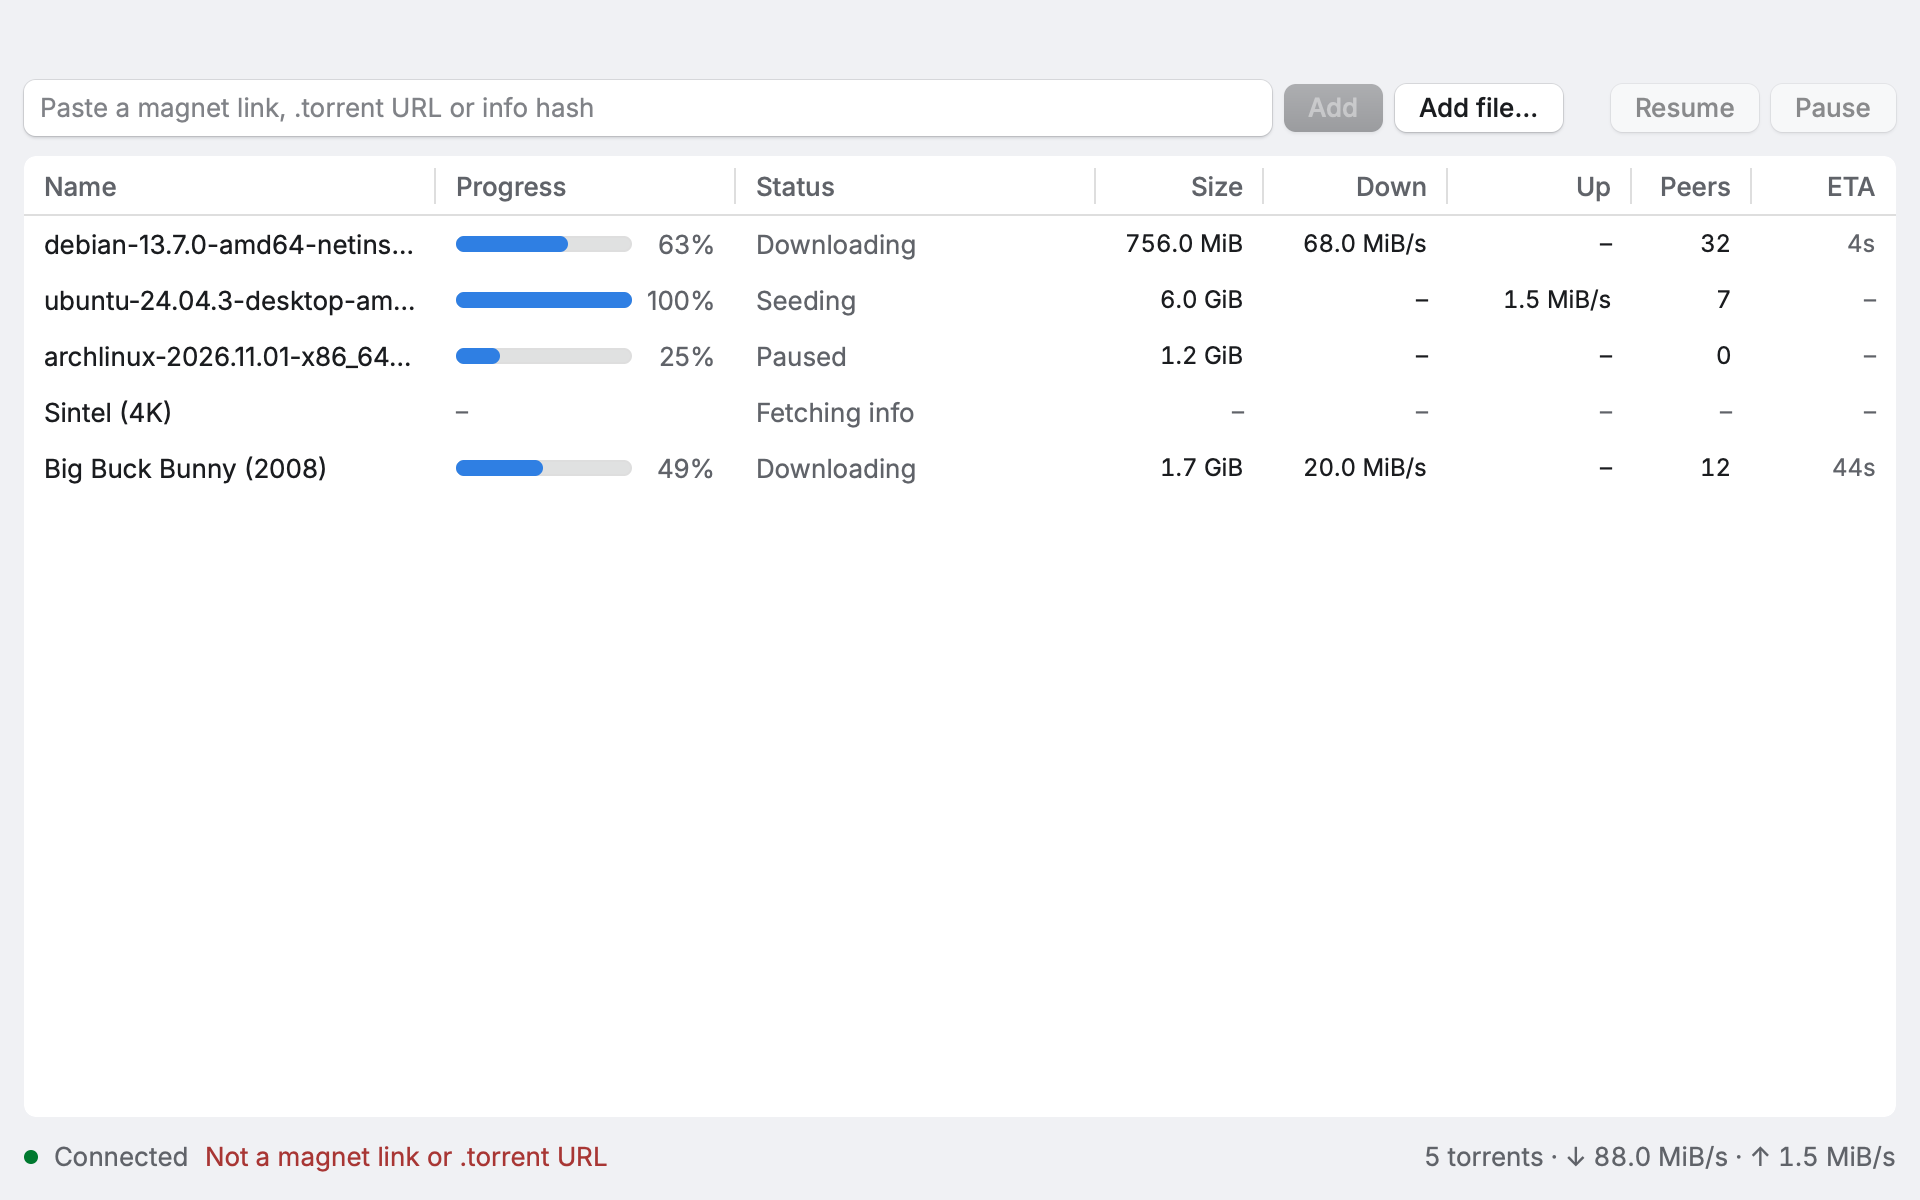 Paste a magnet link, .torrent URL or info hash Add Add file... Resume Pause
Name Progress Status Size Down Up Peers ETA
debian-13.7.0-amd64-netins... 63% Downloading 756.0 MiB 68.0 MiB/s – 32 4s
ubuntu-24.04.3-desktop-am... 100% Seeding 6.0 GiB – 1.5 MiB/s 7 –
archlinux-2026.11.01-x86_64... 25% Paused 1.2 GiB – – 0 –
Sintel (4K) – Fetching info – – – – –
Big Buck Bunny (2008) 49% Downloading 1.7 GiB 20.0 MiB/s – 12 44s
Connected Not a magnet link or .torrent URL 5 torrents · ↓ 88.0 MiB/s · ↑ 1.5 MiB/s